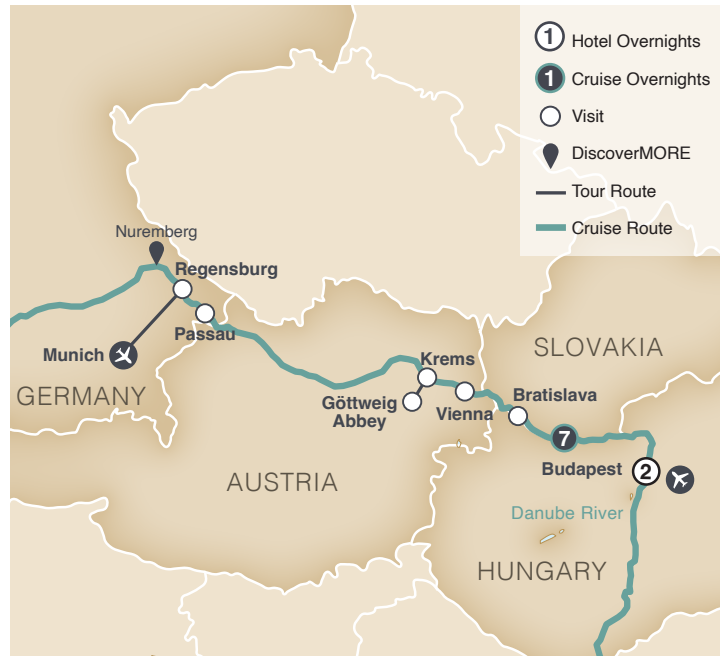 1 Hotel Overnights
1 Cruise Overnights
Visit
DiscoverMORE
Tour Route
Cruise Route
Nuremberg
Regensburg
Passau
Munich
GERMANY
Krems
Göttweig
Abbey
Vienna
SLOVAKIA
Bratislava
7
Budapest
2
AUSTRIA
Danube River
HUNGARY